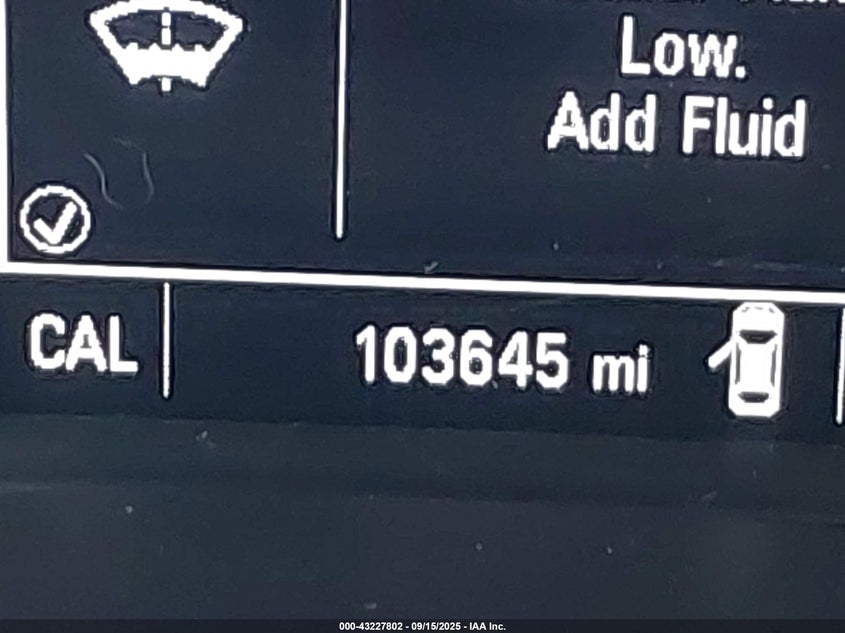 Low.
Add Fluid
CAL
103645 mi
000-43227802 - 09/15/2025 - IAA Inc.